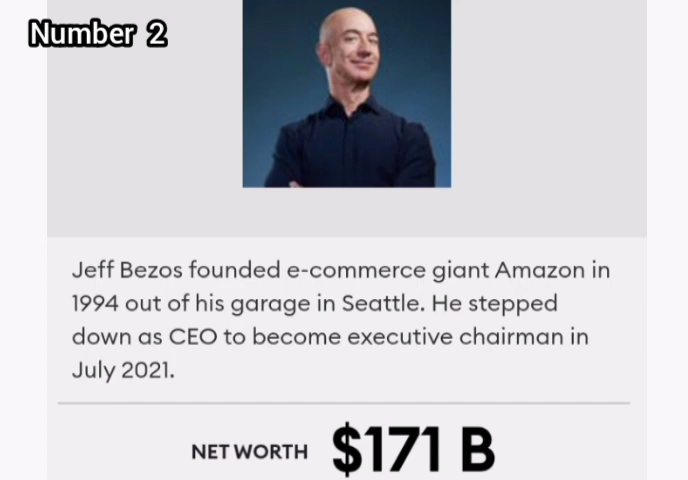 Number 2
Jeff Bezos founded e-commerce giant Amazon in
1994 out of his garage in Seattle. He stepped
down as CEO to become executive chairman in
July 2021.
NET WORTH $171 B